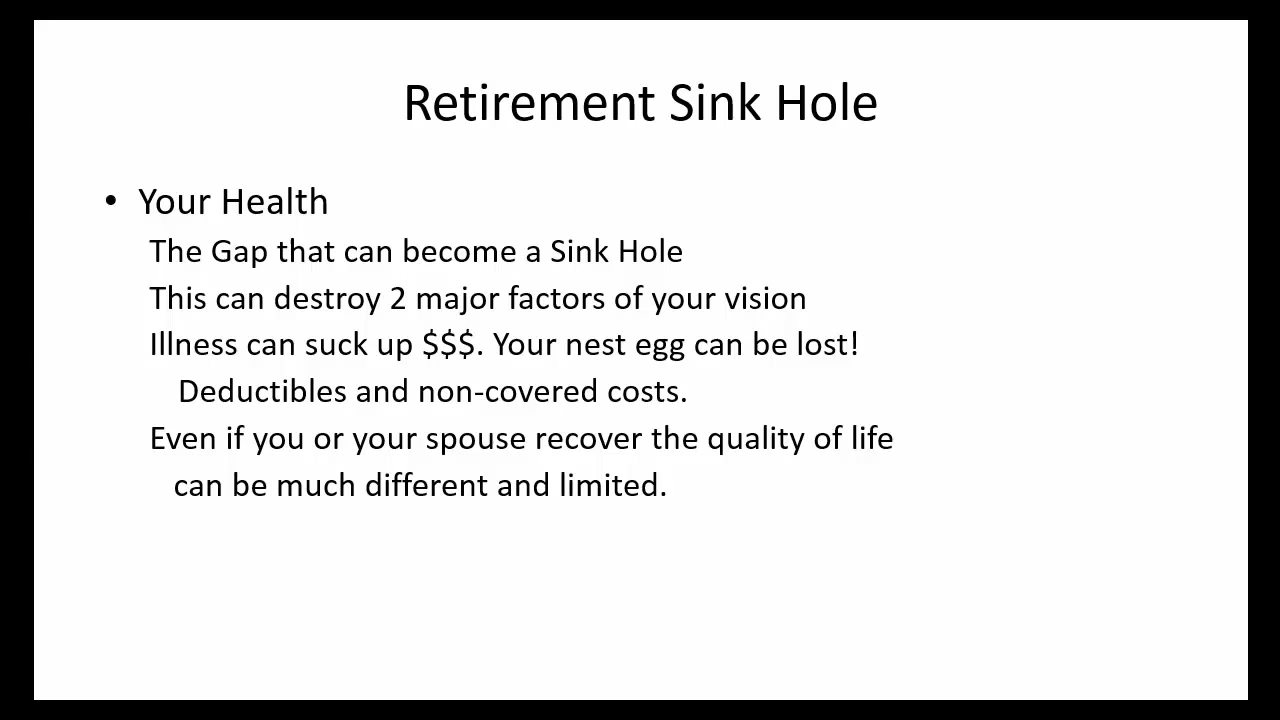 Retirement Sink Hole
• Your Health
The Gap that can become a Sink Hole
This can destroy 2 major factors of your vision
Illness can suck up $$$. Your nest egg can be lost!
Deductibles and non-covered costs.
Even if you or your spouse recover the quality of life
can be much different and limited.